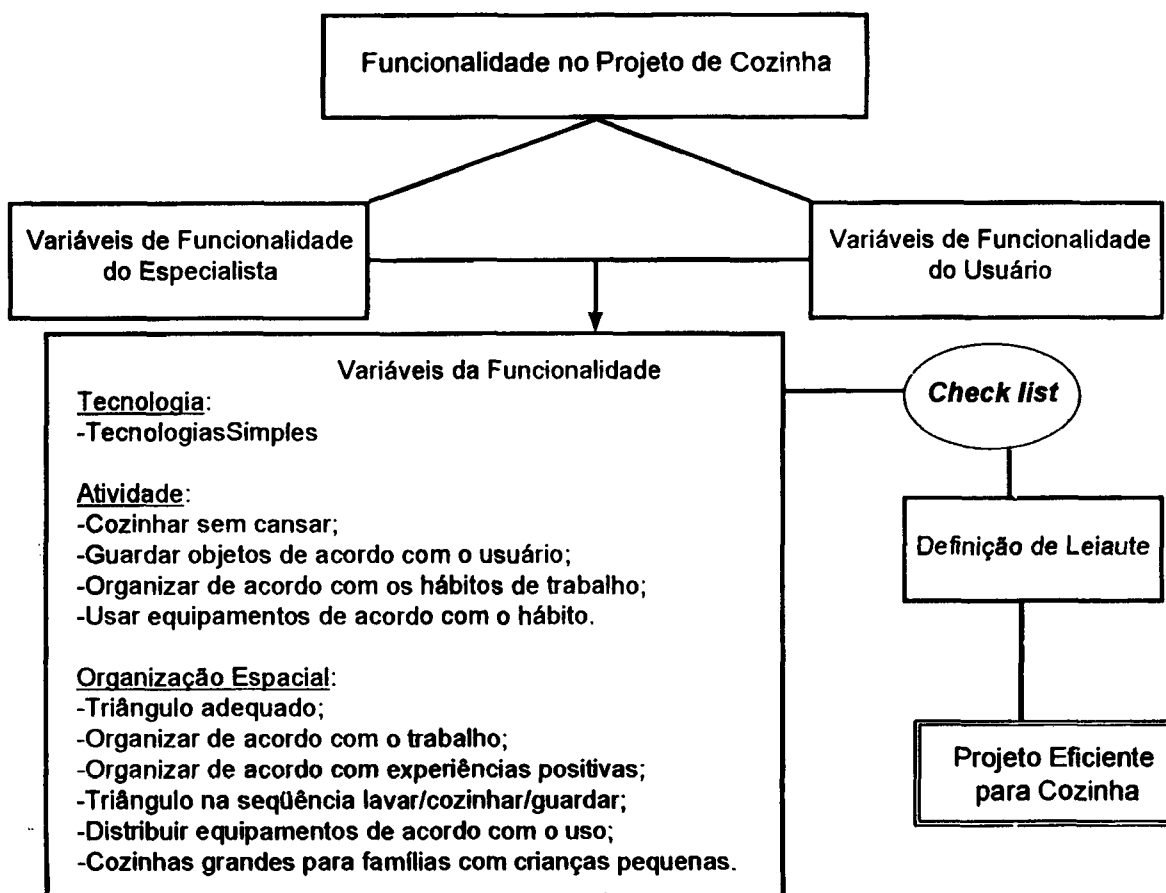 Funcionalidade no Projeto de Cozinha
Variáveis de Funcionalidade
do Especialista
Variáveis de Funcionalidade
do Usuário
Variáveis da Funcionalidade
Tecnologia:
-TecnologiasSimples
Atividade:
-Cozinhar sem cansar;
-Guardar objetos de acordo com o usuário;
-Organizar de acordo com os hábitos de trabalho;
-Usar equipamentos de acordo com o hábito.
Organização Espacial:
-Triângulo adequado;
-Organizar de acordo com o trabalho;
-Organizar de acordo com experiências positivas;
-Triângulo na seqüência lavar/cozinhar/guardar;
-Distribuir equipamentos de acordo com o uso;
-Cozinhas grandes para famílias com crianças pequenas.
Check list
Definição de Leiaute
Projeto Eficiente
para Cozinha